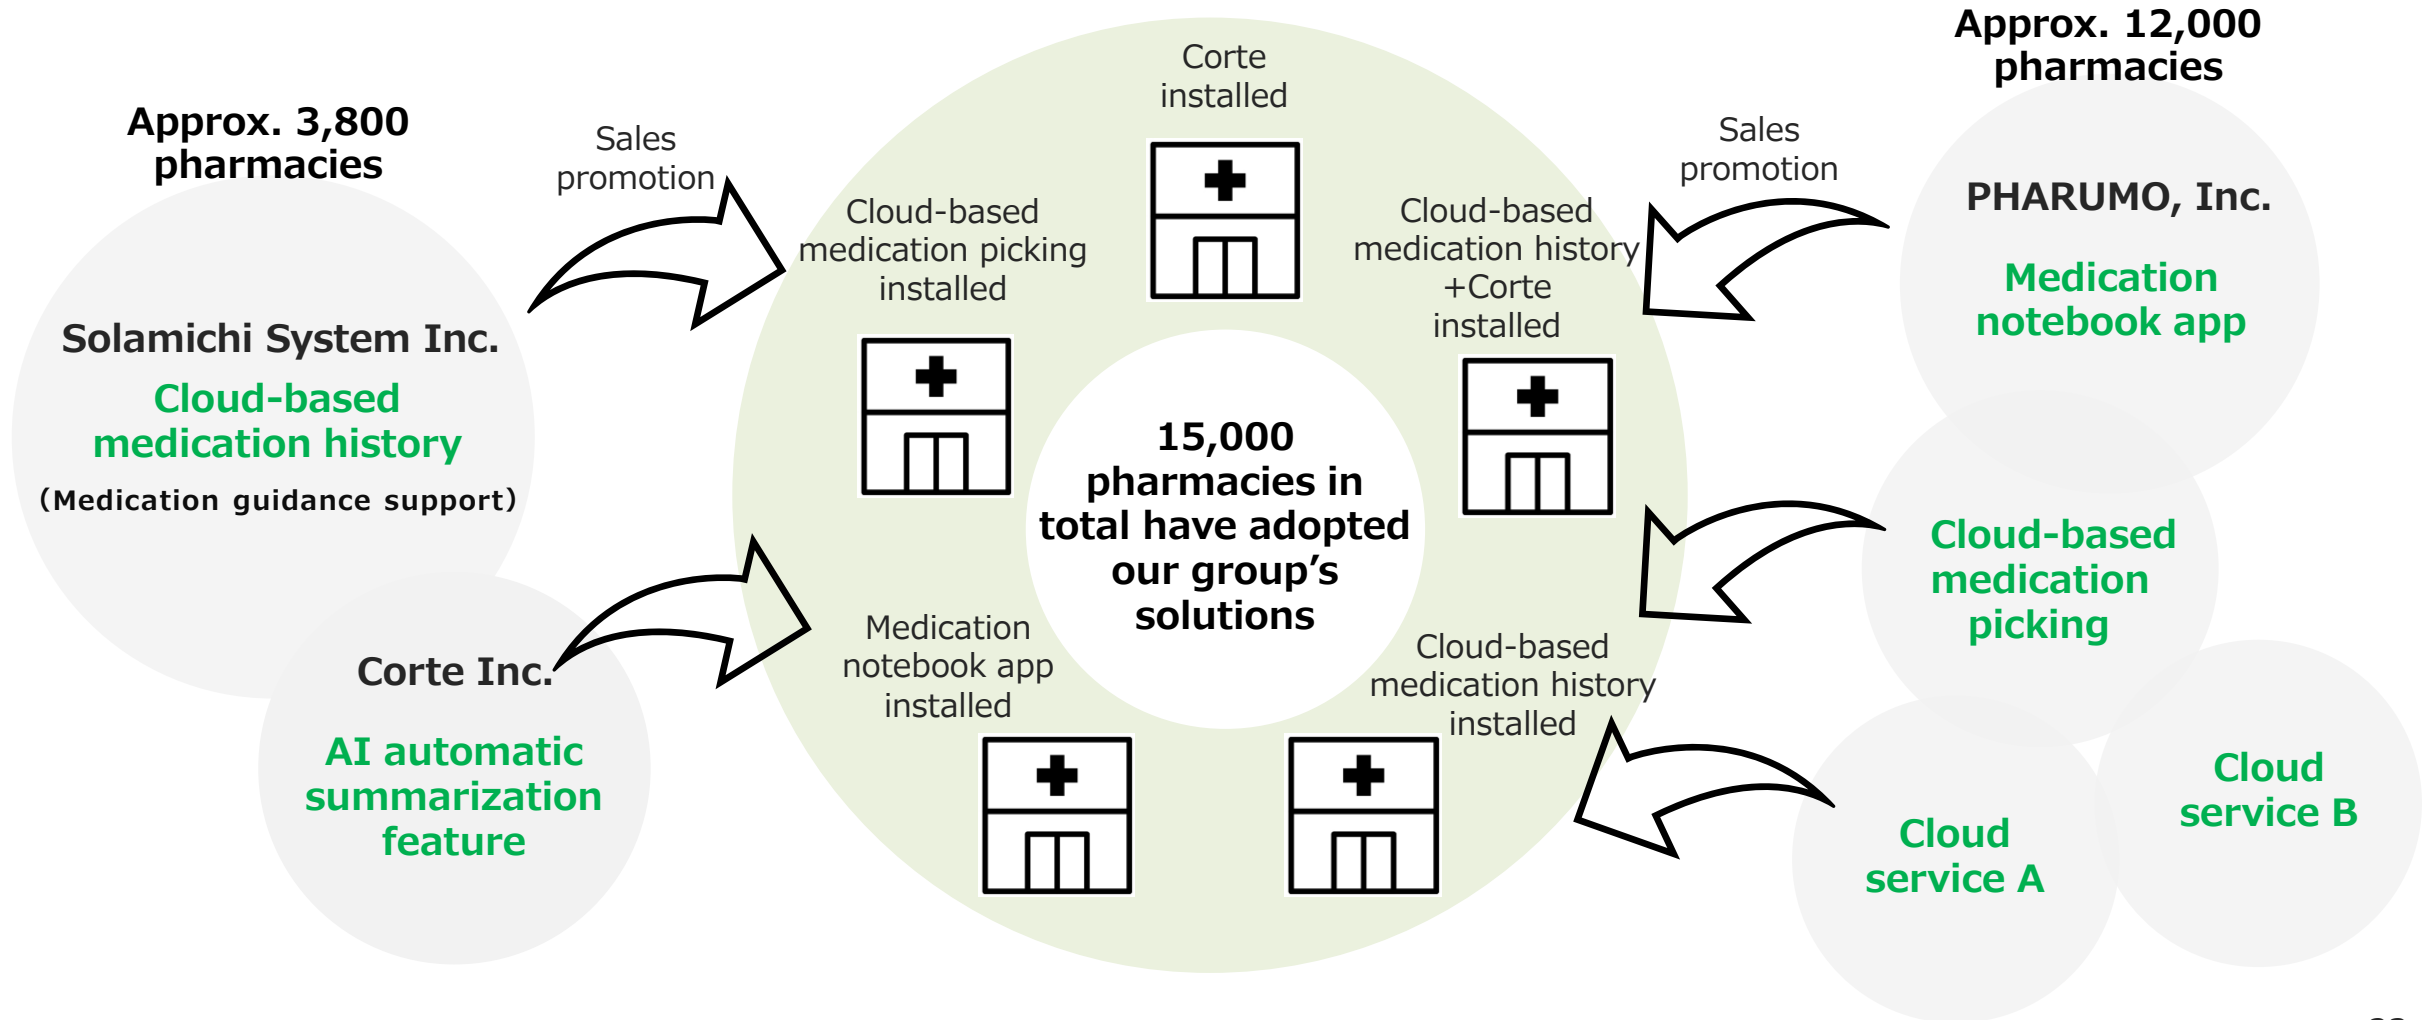 Approx. 3,800
pharmacies
Solamichi System Inc.
Cloud-based
medication history
(Medication guidance support)
Corte Inc.
AI automatic
summarization
feature
Sales
promotion
Corte
installed
Cloud-based
medication picking
installed
Cloud-based
medication history
+Corte
installed
15,000
pharmacies in
total have adopted
our group’s
solutions
Medication
notebook app
installed
Cloud-based
medication history
installed
Sales
promotion
Approx. 12,000
pharmacies
PHARUMO, Inc.
Medication
notebook app
Cloud-based
medication
picking
Cloud
service A
Cloud
service B